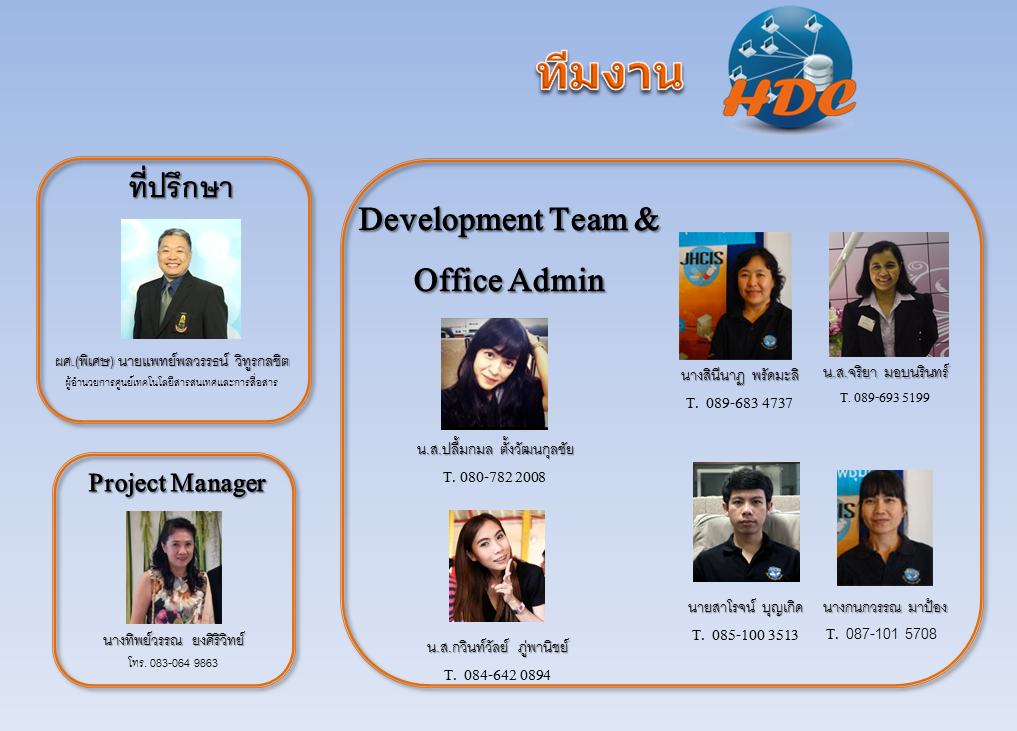 ทีมงาน
HDC
ที่ปรึกษา
ผศ.(พิเศษ) นายแพทย์พลวรรธน์ วิทูรกลชิต
ผู้อำนวยการศูนย์เทคโนโลยีสารสนเทศและการสื่อสาร
Project Manager
นางทิพย์วรรณ ยงศิริวิทย์
โทร. 083-064 9863
Development Team &
Office Admin
น.ส.ปลื้มกมล ตั้งวัฒนกุลชัย
T. 080-782 2008
น.ส.กวินท์วัลย์ ภู่พานิชย์
T. 084-642 0894
JHCIS
นางสินีนาฏ พรัดมะลิ
T. 089-683 4737
น.ส.จริยา มอบนรินทร์
T. 089-693 5199
นายสาโรจน์ บุญเกิด
T. 085-100 3513
IS
นางกนกวรรณ มาป้อง
T. 087-101 5708